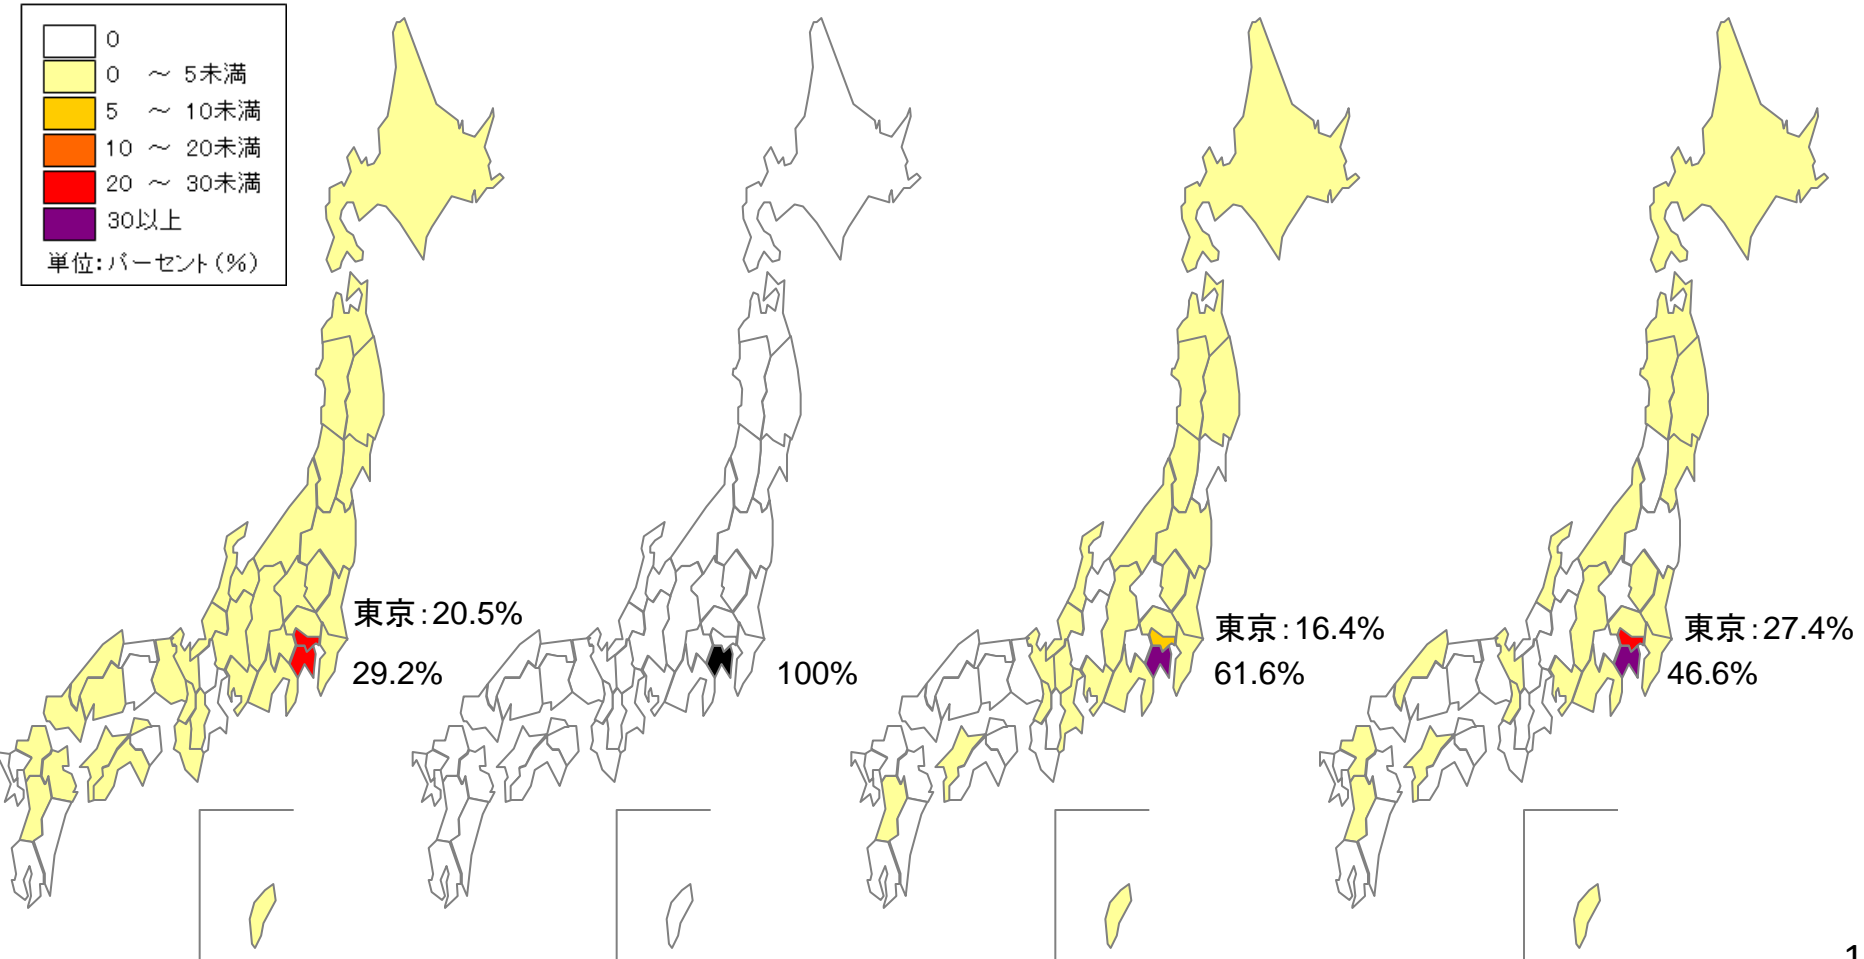 0
0 ～ 5未満
5 ～ 10未満
10 ～ 20未満
20 ～ 30未満
30以上
単位:パーセント(%)
東京：20.5%
29.2%
100%
東京：16.4%
61.6%
東京：27.4%
46.6%
1